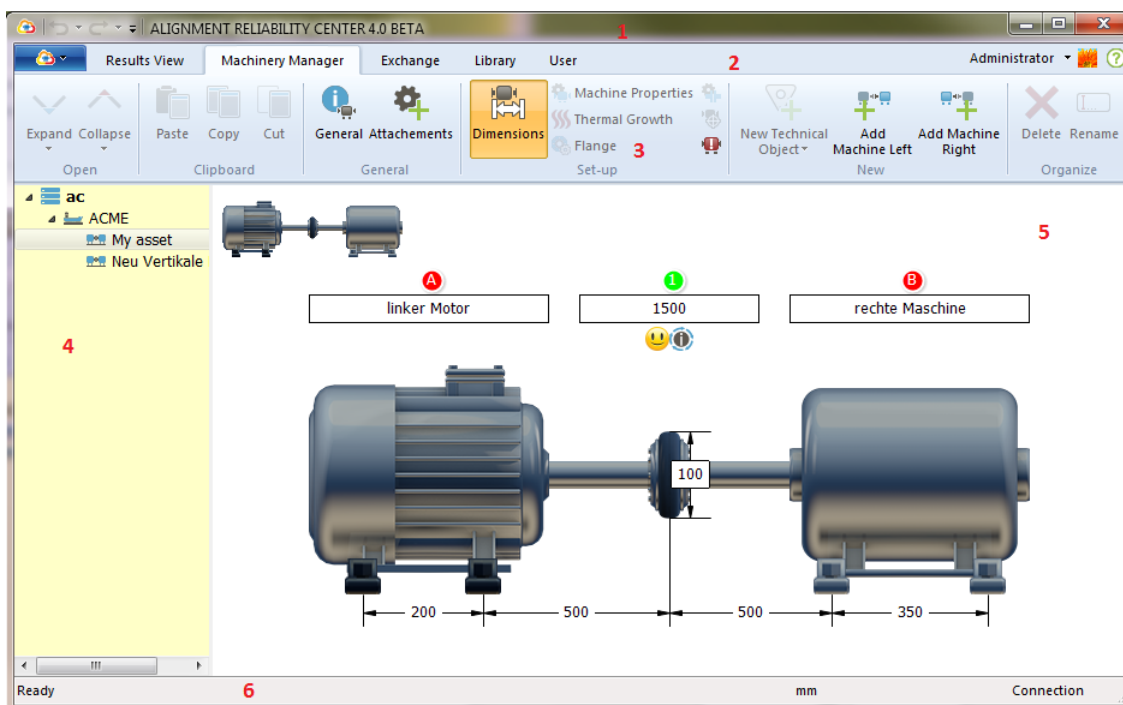 ALIGNMENT RELIABILITY CENTER 4.0 BETA 1
Results View Machinery Manager Exchange Library User 2 Administrator ?
Expand Collapse Paste Copy Cut General Attachements Dimensions Machine Properties
Thermal Growth
Flange 3
New Technical Object Add Machine Left Add Machine Right Delete Rename
Open Clipboard General Set-up New Organize
ac
ACME
My asset
Neu Vertikale
4
5
A 1 B
linker Motor 1500 rechte Maschine
100
200 500 500 350
Ready 6 mm Connection